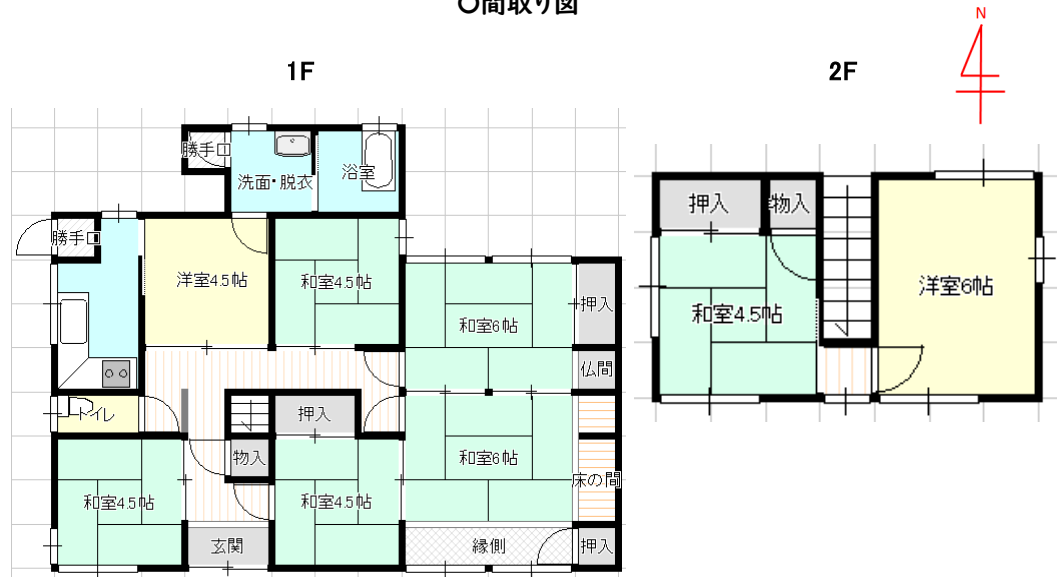 〇間取り図
N
1F
2F
勝手口
洗面・脱衣
浴室
勝手口
洋室4.5帖
和室4.5帖
和室6帖
押入
仏間
トイレ
押入
物入
和室6帖
床の間
和室4.5帖
和室4.5帖
玄関
縁側
押入
押入
物入
和室4.5帖
洋室6帖